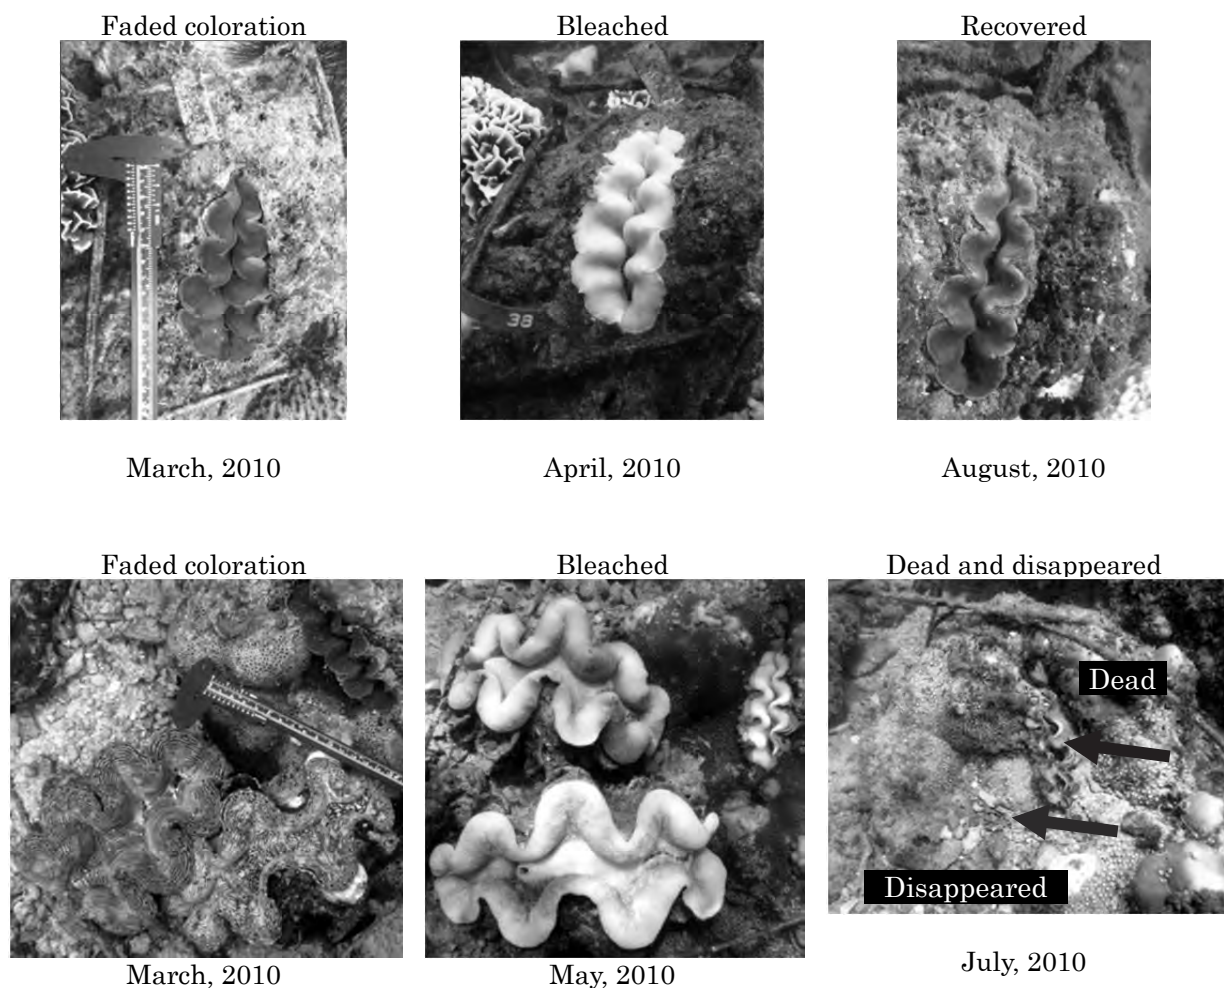 Faded coloration
Bleached
Recovered
38
March, 2010
April, 2010
August, 2010
Faded coloration
Bleached
Dead and disappeared
Dead
Disappeared
March, 2010
May, 2010
July, 2010